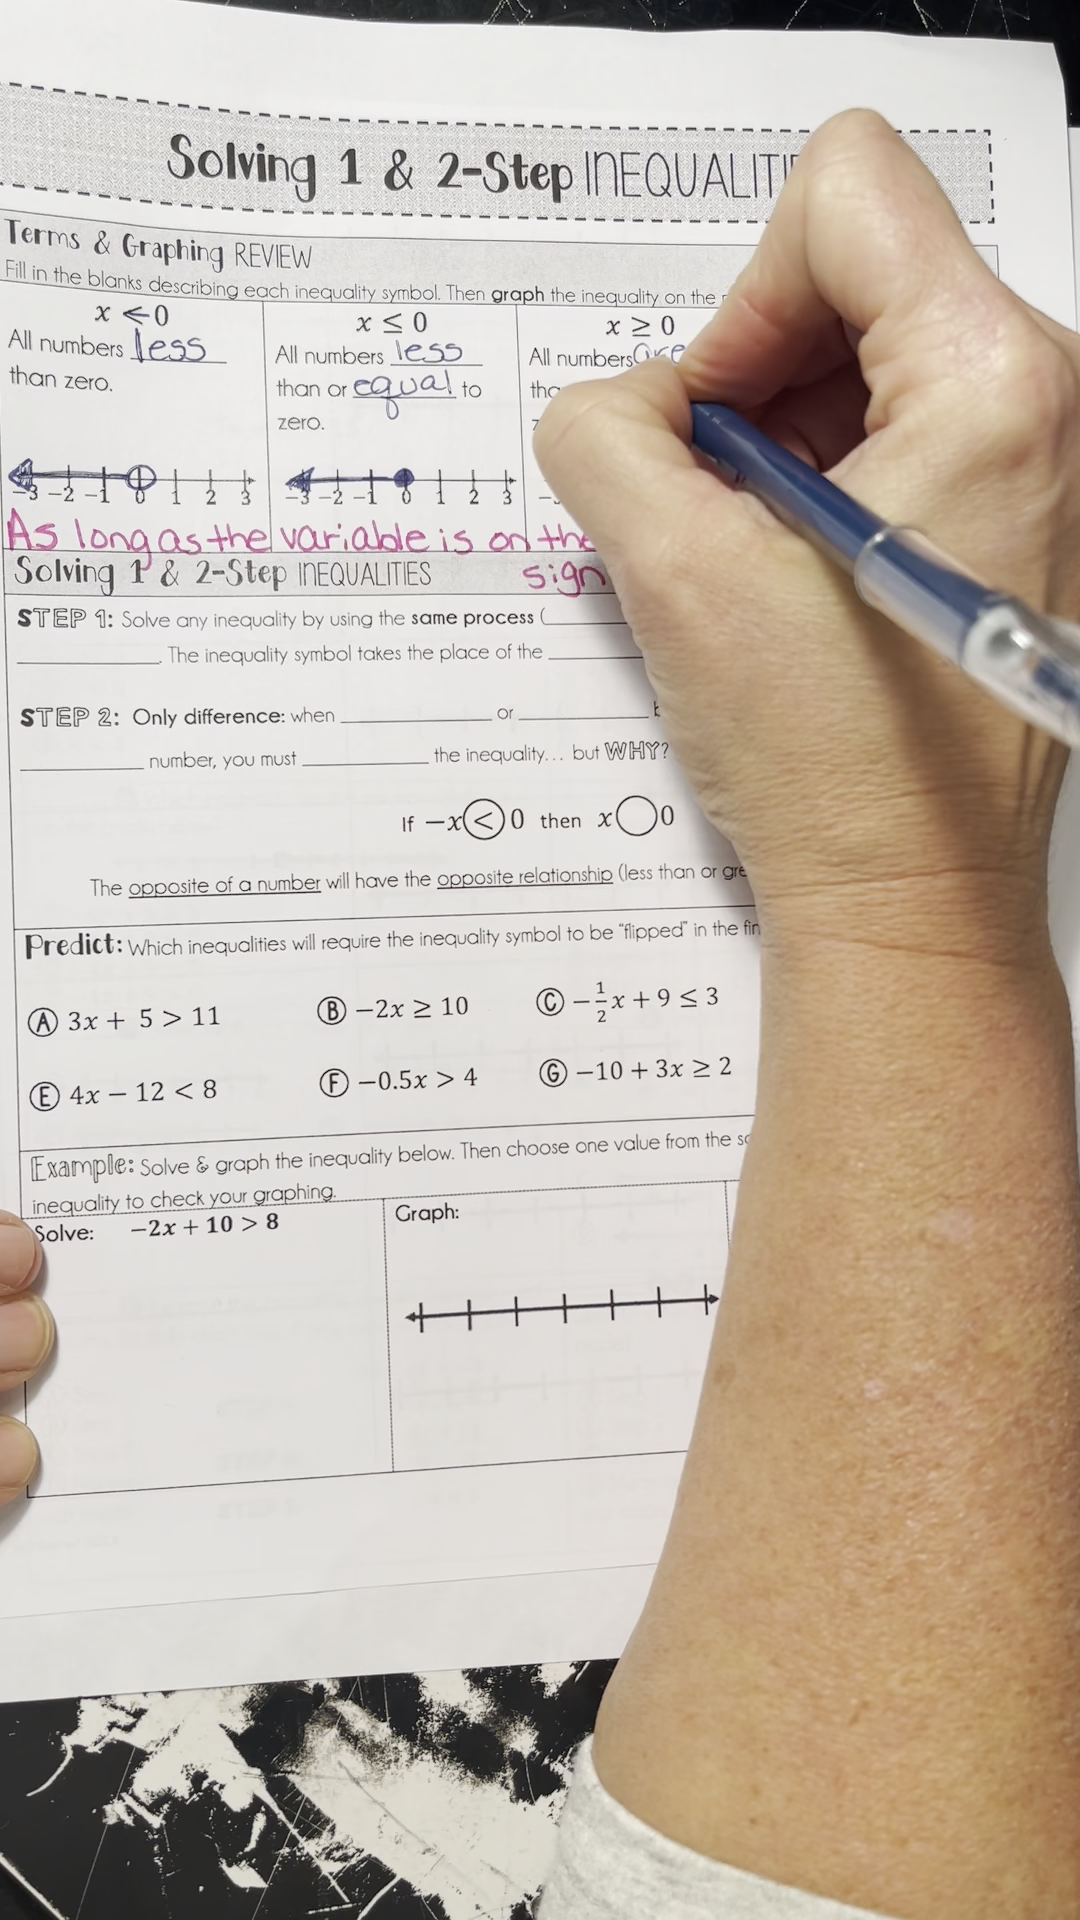 Solving 1 & 2-Step INEQUALITI
Terms & Graphing REVIEW
Fill in the blanks describing each inequality symbol. Then graph the inequality on the
x < 0
All numbers less
than zero.
-3 -2 -1 0 1 2 3
x ≤ 0
All numbers less
than or equal to
zero.
-3 -2 -1 0 1 2 3
x ≥ 0
All numbers are
As long as the variable is on the
sign
Solving 1 & 2-Step INEQUALITIES
STEP 1: Solve any inequality by using the same process (________
________. The inequality symbol takes the place of the ________
STEP 2: Only difference: when ________ or ________
________ number, you must ________ the inequality... but WHY?
If −x < 0 then x ◯ 0
The opposite of a number will have the opposite relationship (less than or gre
Predict: Which inequalities will require the inequality symbol to be "flipped" in the fin
Ⓐ 3x + 5 > 11 Ⓑ −2x ≥ 10 Ⓒ −1/2x + 9 ≤ 3
Ⓔ 4x − 12 < 8 Ⓕ −0.5x > 4 Ⓖ −10 + 3x ≥ 2
Example: Solve & graph the inequality below. Then choose one value from the so
inequality to check your graphing.
Solve: −2x + 10 > 8
Graph: